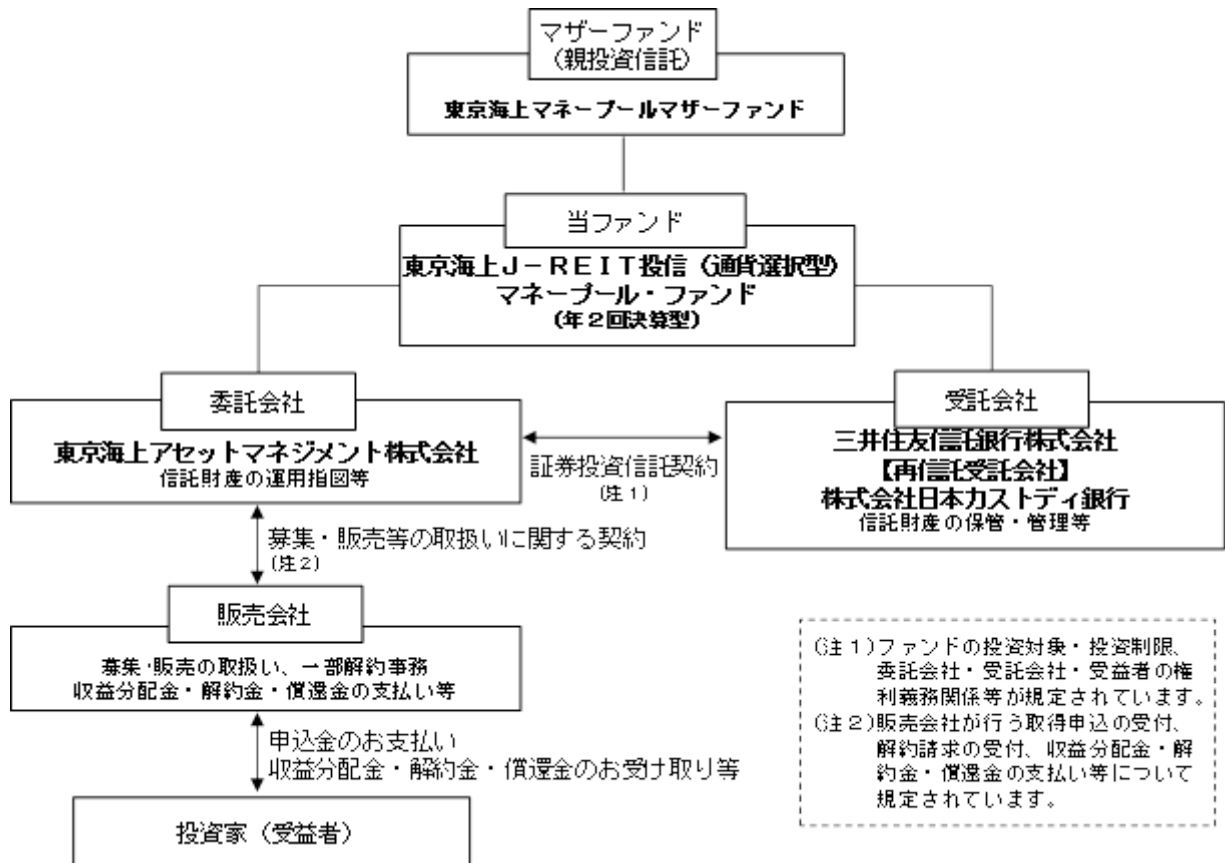 マザーファンド
(親投資信託)
東京海上マネープールマザーファンド
当ファンド
東京海上J－REIT投信（通貨選択型）
マネープール・ファンド
(年2回決算型)
委託会社
東京海上アセットマネジメント株式会社
信託財産の運用指図等
証券投資信託契約
(注1)
受託会社
三井住友信託銀行株式会社
【再信託受託会社】
株式会社日本カストディ銀行
信託財産の保管・管理等
募集・販売等の取扱いに関する契約
(注2)
販売会社
募集・販売の取扱い、一部解約事務
収益分配金・解約金・償還金の支払い等
申込金のお支払い
収益分配金・解約金・償還金のお受け取り等
投資家（受益者）
(注1)ファンドの投資対象・投資制限、
委託会社・受託会社・受益者の権
利義務関係等が規定されています。
(注2)販売会社が行う取得申込の受付、
解約請求の受付、収益分配金・解
約金・償還金の支払い等について
規定されています。